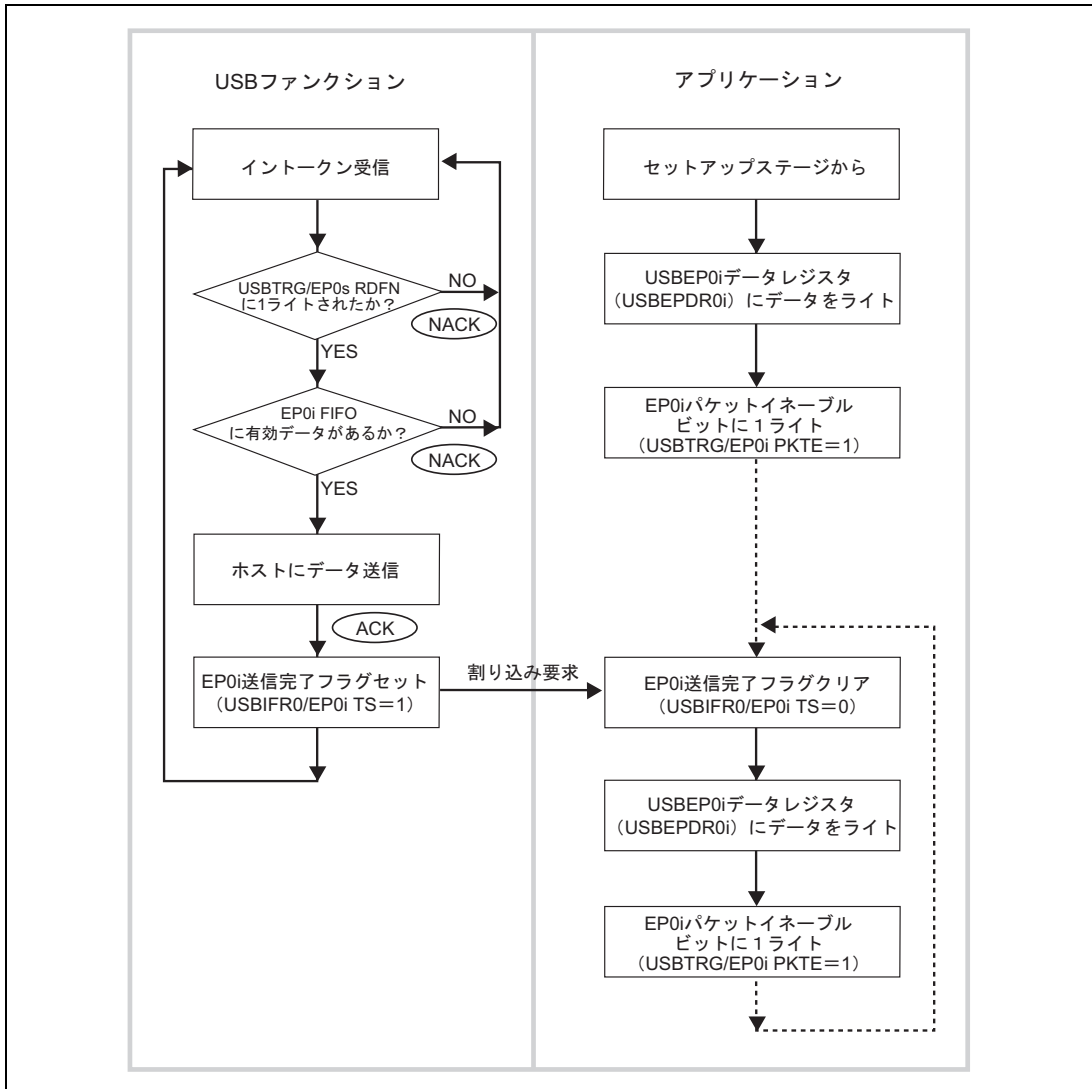 USBファンクション
イントークン受信
USBTRG/EP0s RDFN
に1ライトされたか？
NO
NACK
YES
EP0i FIFO
に有効データがあるか？
NO
NACK
YES
ホストにデータ送信
ACK
EP0i送信完了フラグセット
（USBIFR0/EP0i TS＝1）
割り込み要求
アプリケーション
セットアップステージから
USBEP0iデータレジスタ
（USBEPDR0i）にデータをライト
EP0iパケットイネーブル
ビットに１ライト
（USBTRG/EP0i PKTE＝1）
EP0i送信完了フラグクリア
（USBIFR0/EP0i TS＝0）
USBEP0iデータレジスタ
（USBEPDR0i）にデータをライト
EP0iパケットイネーブル
ビットに１ライト
（USBTRG/EP0i PKTE＝1）